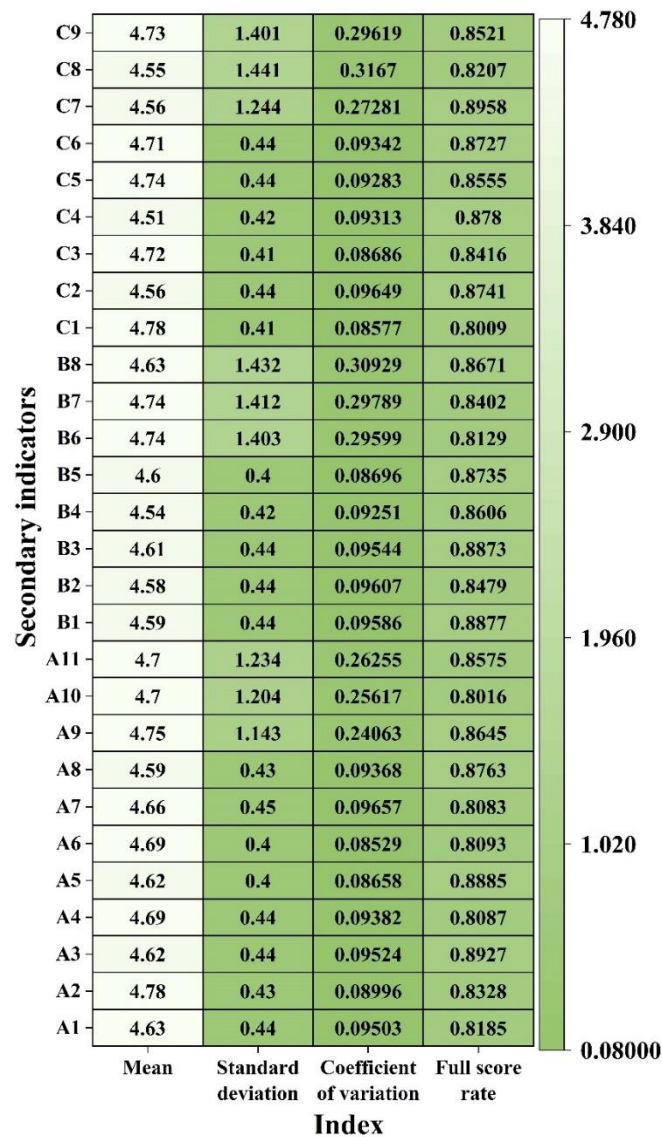 Secondary indicators
C9 4.73 1.401 0.29619 0.8521
C8 4.55 1.441 0.3167 0.8207
C7 4.56 1.244 0.27281 0.8958
C6 4.71 0.44 0.09342 0.8727
C5 4.74 0.44 0.09283 0.8555
C4 4.51 0.42 0.09313 0.878
C3 4.72 0.41 0.08686 0.8416
C2 4.56 0.44 0.09649 0.8741
C1 4.78 0.41 0.08577 0.8009
B8 4.63 1.432 0.30929 0.8671
B7 4.74 1.412 0.29789 0.8402
B6 4.74 1.403 0.29599 0.8129
B5 4.6 0.4 0.08696 0.8735
B4 4.54 0.42 0.09251 0.8606
B3 4.61 0.44 0.09544 0.8873
B2 4.58 0.44 0.09607 0.8479
B1 4.59 0.44 0.09586 0.8877
A11 4.7 1.234 0.26255 0.8575
A10 4.7 1.204 0.25617 0.8016
A9 4.75 1.143 0.24063 0.8645
A8 4.59 0.43 0.09368 0.8763
A7 4.66 0.45 0.09657 0.8083
A6 4.69 0.4 0.08529 0.8093
A5 4.62 0.4 0.08658 0.8885
A4 4.69 0.44 0.09382 0.8087
A3 4.62 0.44 0.09524 0.8927
A2 4.78 0.43 0.08996 0.8328
A1 4.63 0.44 0.09503 0.8185
Mean Standard Coefficient Full score
deviation of variation rate
Index
4.780
3.840
2.900
1.960
1.020
0.08000